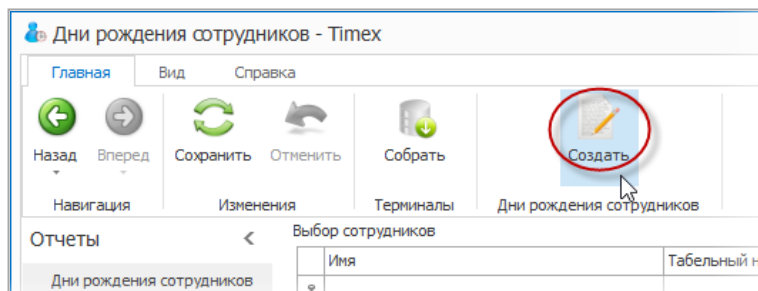 Дни рождения сотрудников - Timex
Главная Вид Справка
Назад Вперед Сохранить Отменить Собрать Создать
Навигация Изменения Терминалы Дни рождения сотрудников
Отчеты < Выбор сотрудников
Имя Табельный н
Дни рождения сотрудников